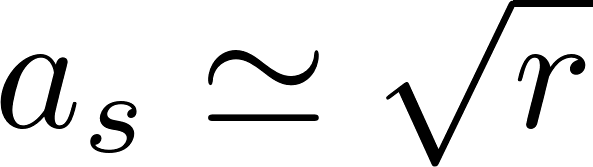 a_s ≃ √r